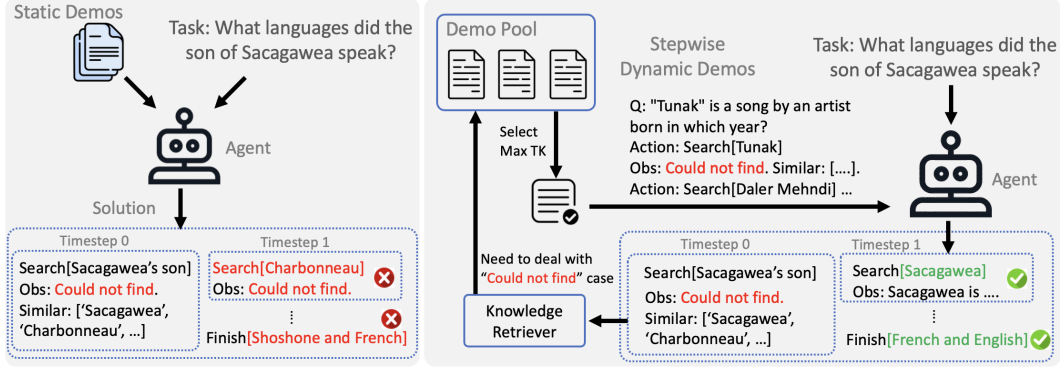 Static Demos
Task: What languages did the
son of Sacagawea speak?
Agent
Solution
Timestep 0
Search[Sacagawea's son]
Obs: Could not find.
Similar: ['Sacagawea',
'Charbonneau', ...]
Timestep 1
Search[Charbonneau]
Obs: Could not find.
⋮
Finish[Shoshone and French]
Demo Pool
Stepwise
Dynamic Demos
Task: What languages did the
son of Sacagawea speak?
Select
Max TK
Q: "Tunak" is a song by an artist
born in which year?
Action: Search[Tunak]
Obs: Could not find. Similar: [....].
Action: Search[Daler Mehndi] ...
Agent
Need to deal with
"Could not find" case
Knowledge
Retriever
Timestep 0
Search[Sacagawea's son]
Obs: Could not find.
Similar: ['Sacagawea',
'Charbonneau', ...]
Timestep 1
Search[Sacagawea]
Obs: Sacagawea is ....
⋮
Finish[French and English]